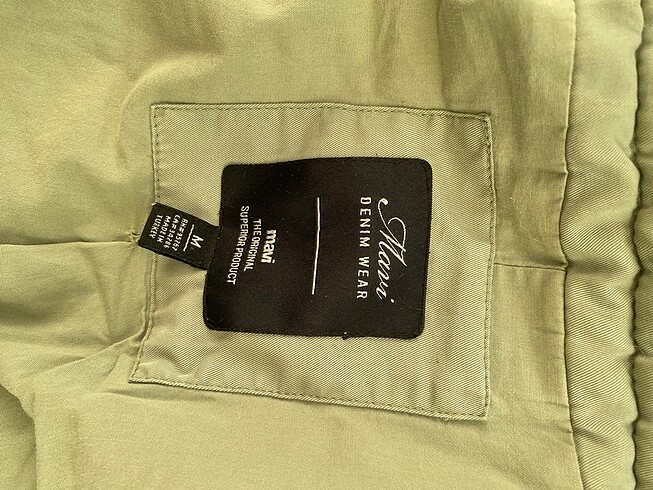 Mavi
DENIM WEAR
mavi
THE ORIGINAL
SUPERIOR PRODUCT
M
MADE IN
TURKEY